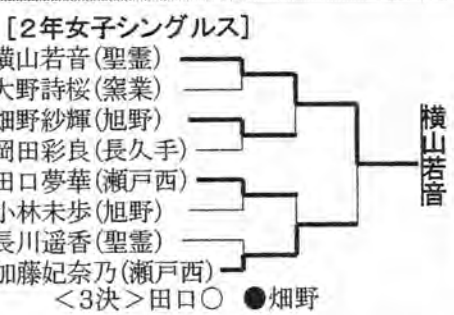 [2年女子シングルス]
横山若音(聖霊)
大野詩桜(窯業)
畑野紗輝(旭野)
岡田彩良(長久手)
田口夢華(瀬戸西)
小林未歩(旭野)
長川遥香(聖霊)
加藤妃奈乃(瀬戸西)
<3決>田口○ ●畑野
横山若音